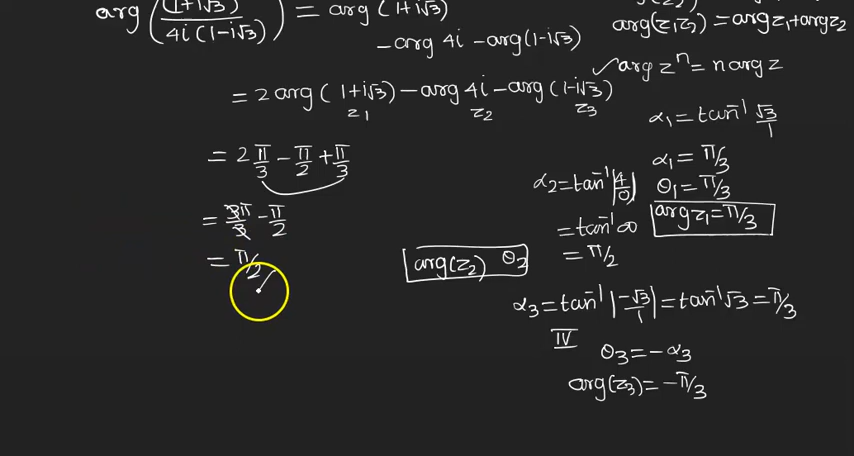 arg((1+i√3)/(4i(1-i√3))) = arg(1+i√3)
-arg 4i - arg(1-i√3)
= 2 arg(1+i√3) - arg 4i - arg(1-i√3)
z₁ z₂ z₃
= 2 π/3 - π/2 + π/3
= 3π/3 - π/2
= π/2
arg(z₁z₂) = arg z₁ + arg z₂
✓ arg zⁿ = n arg z
α₁ = tan⁻¹ √3/1
α₁ = π/3
θ₁ = π/3
arg z₁ = π/3
α₂ = tan⁻¹ |4/0|
= tan⁻¹ ∞
= π/2
arg(z₂) θ₂
α₃ = tan⁻¹ |-√3/1| = tan⁻¹ √3 = π/3
IV
θ₃ = -α₃
arg(z₃) = -π/3